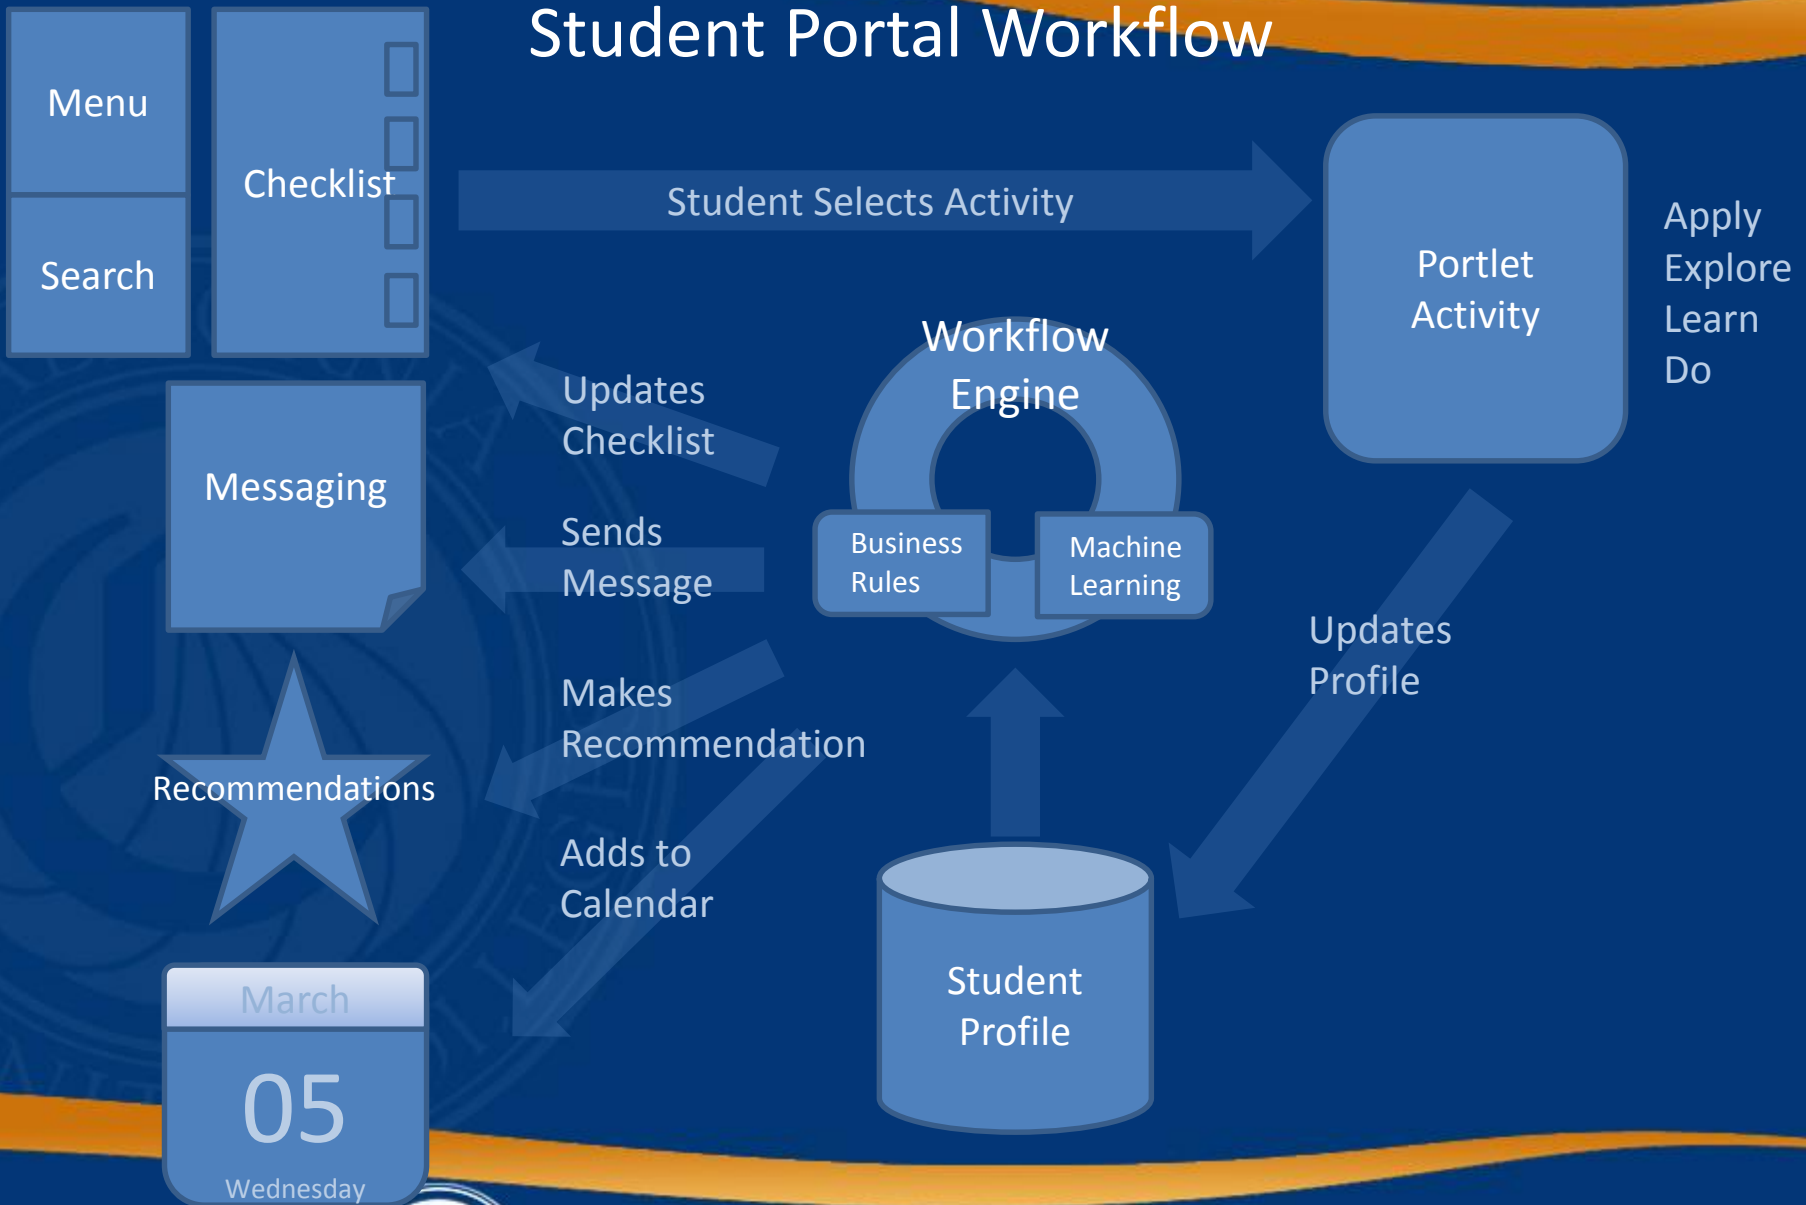 Student Portal Workflow
Menu
Search
Checklist
Student Selects Activity
Portlet
Activity
Apply
Explore
Learn
Do
Workflow
Engine
Business
Rules
Machine
Learning
Updates
Checklist
Sends
Message
Makes
Recommendation
Adds to
Calendar
Messaging
Recommendations
March
05
Wednesday
Updates
Profile
Student
Profile